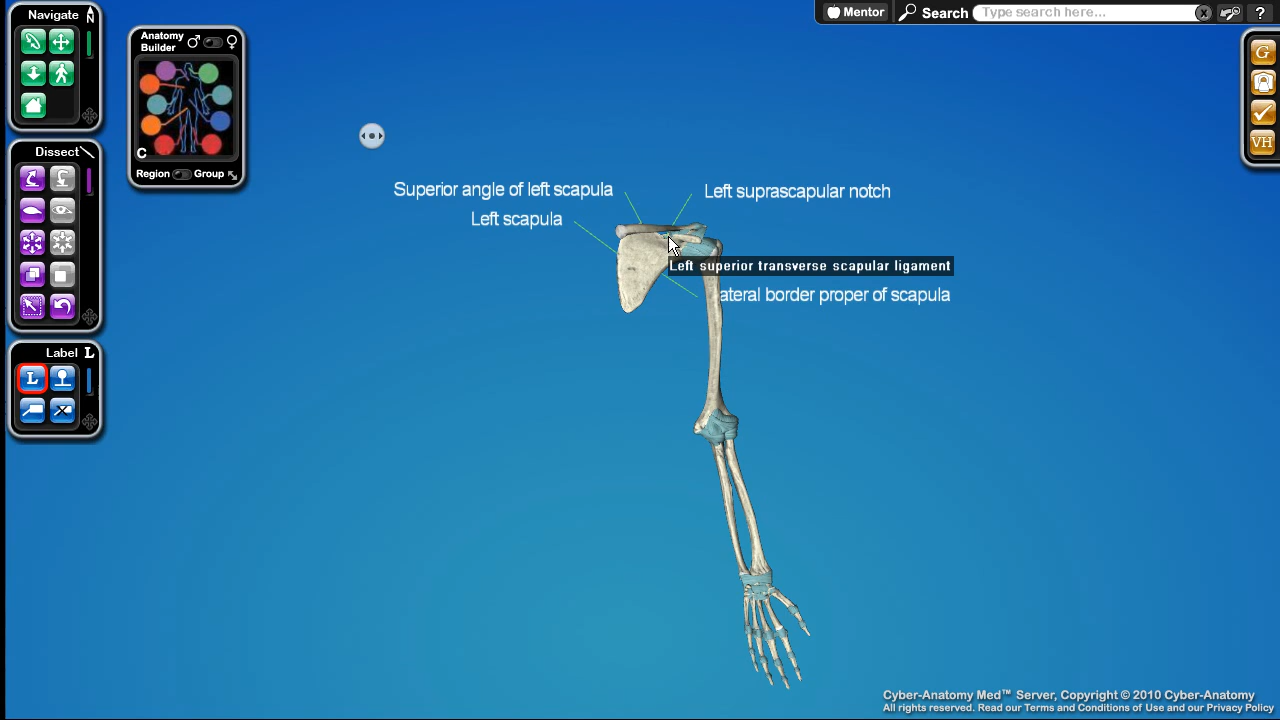 Navigate
Anatomy
Builder
C
Region Group
Dissect
Label L
L
Mentor
Search
Type search here...
X
?
G
VH
Superior angle of left scapula
Left suprascapular notch
Left scapula
Left superior transverse scapular ligament
ateral border proper of scapula
Cyber-Anatomy Med™ Server, Copyright © 2010 Cyber-Anatomy
All rights reserved. Read our Terms and Conditions of Use and our Privacy Policy